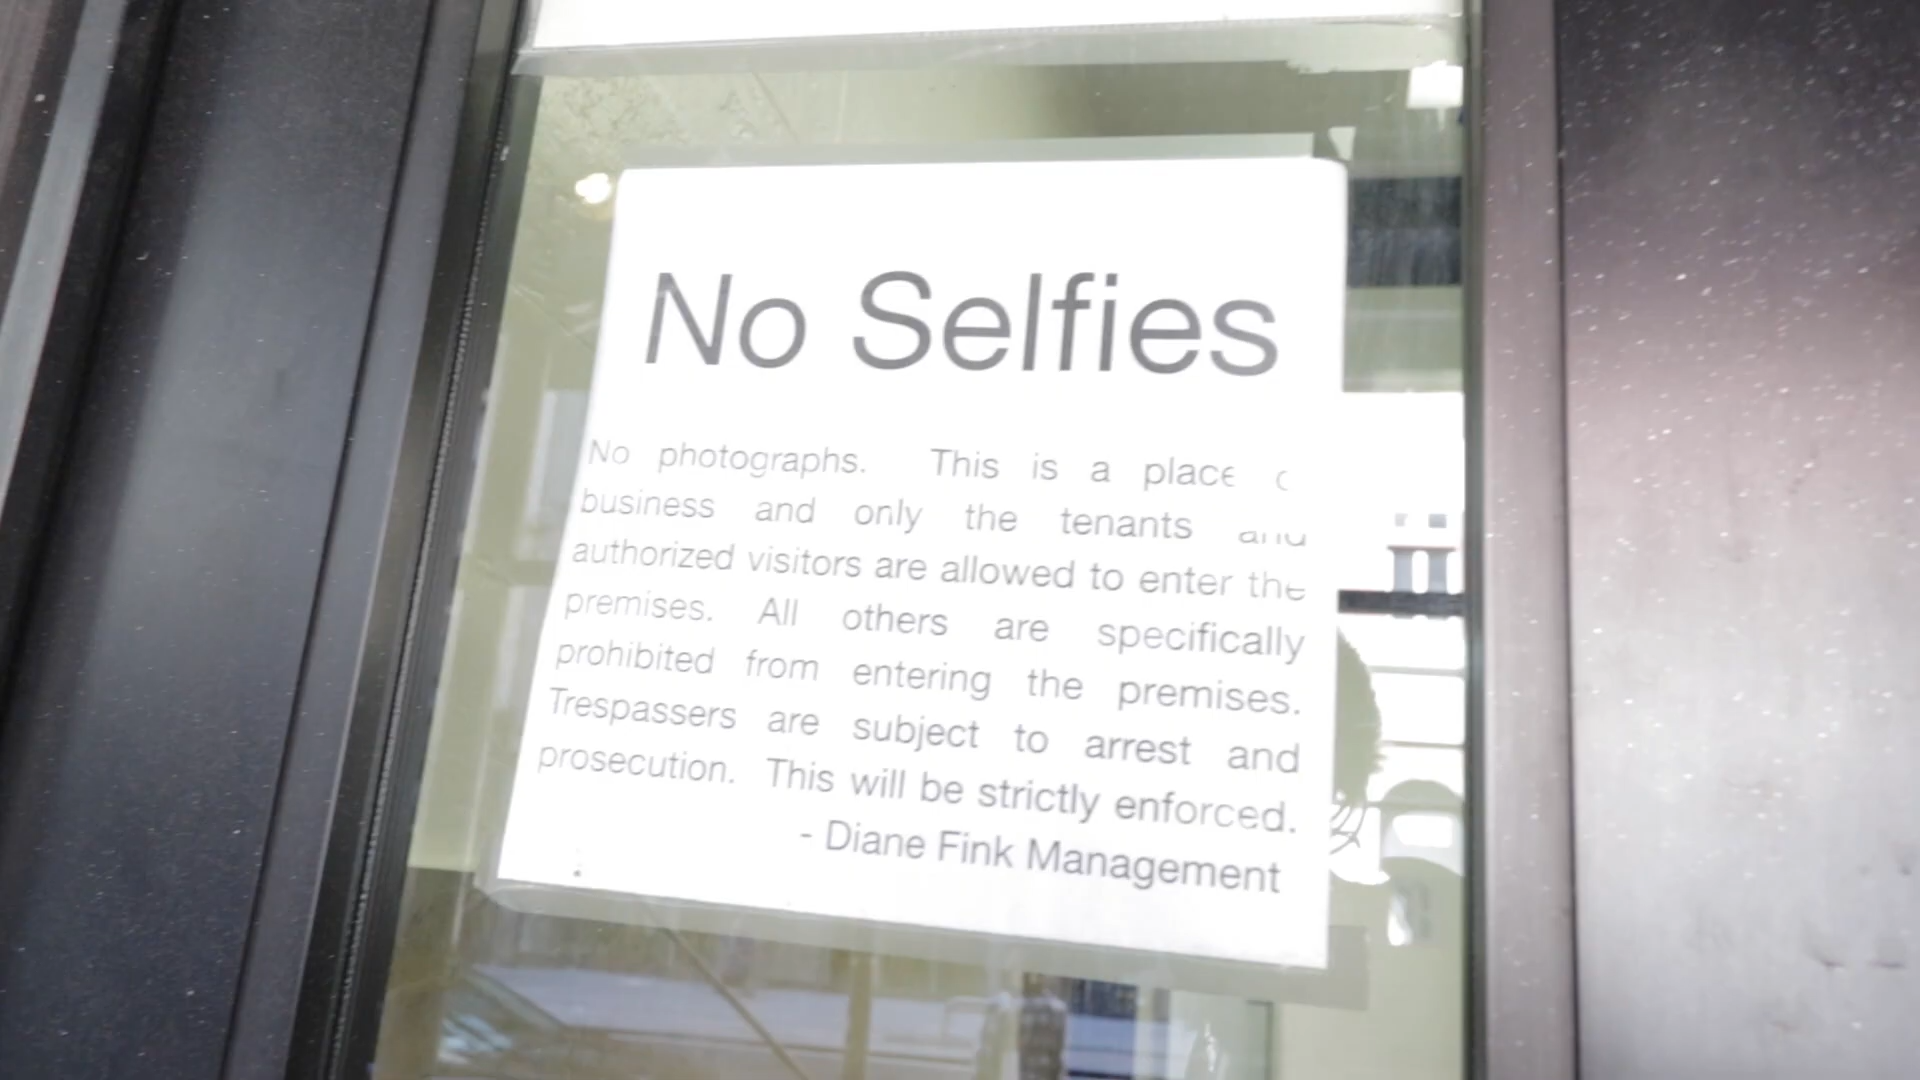 No Selfies
No photographs. This is a place
business and only the tenants and
authorized visitors are allowed to enter the
premises. All others are specifically
prohibited from entering the premises.
Trespassers are subject to arrest and
prosecution. This will be strictly enforced.
- Diane Fink Management